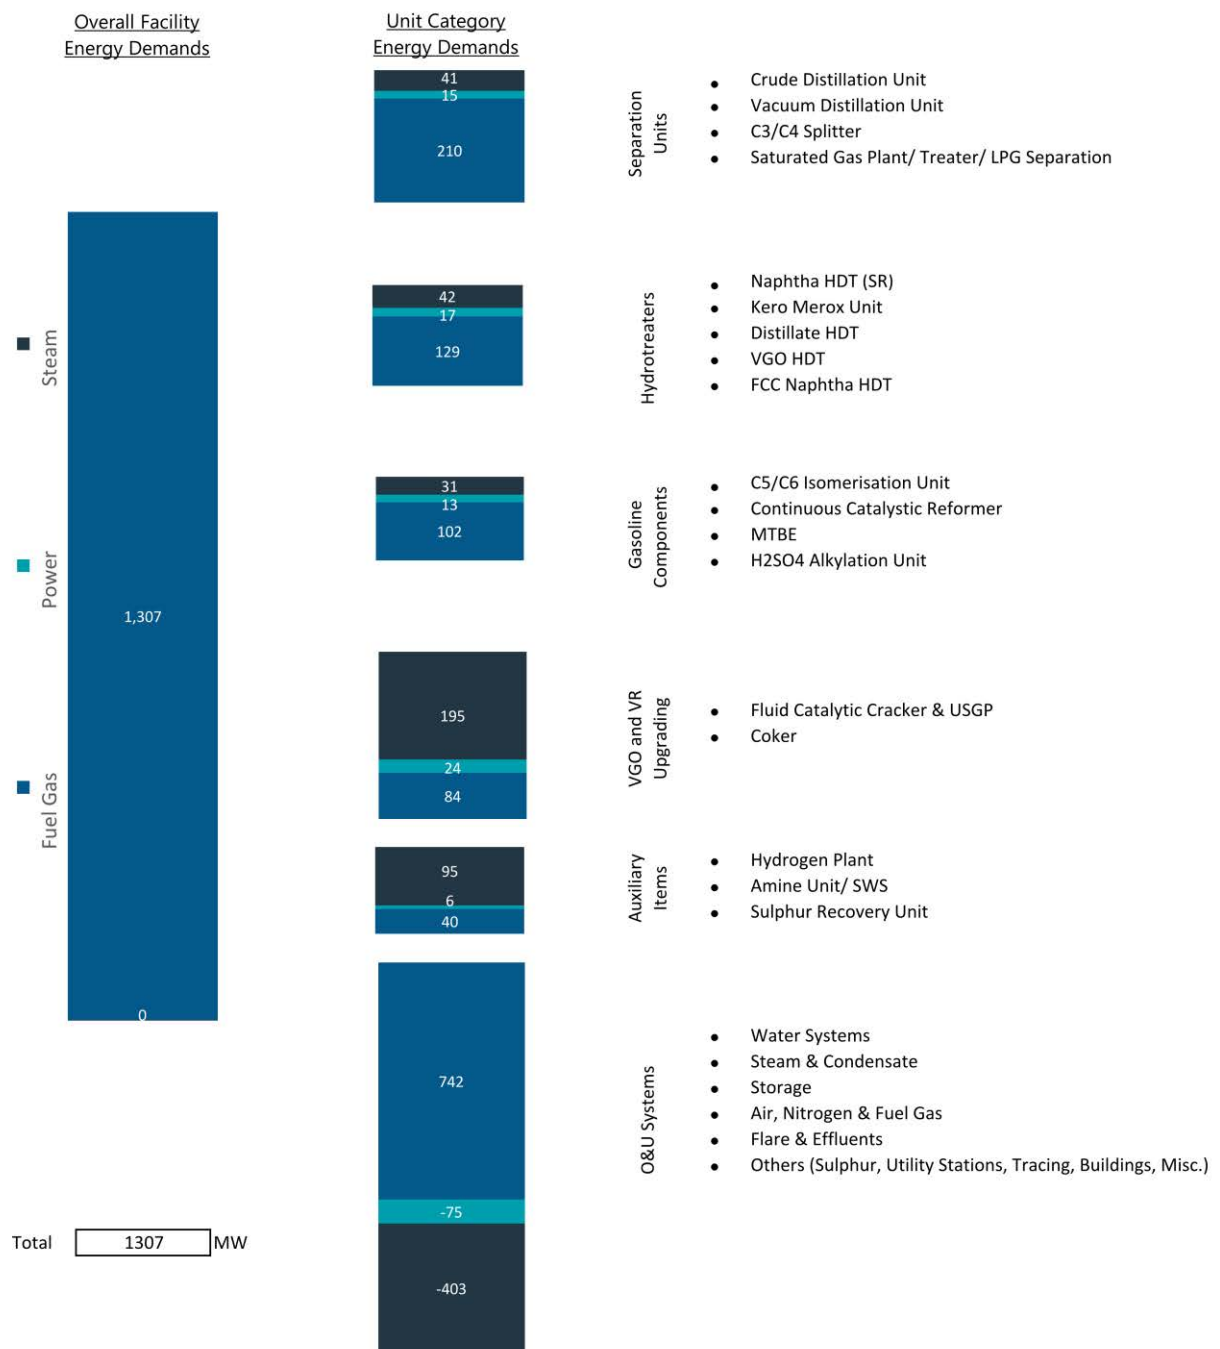 Overall Facility
Energy Demands
Unit Category
Energy Demands
Steam
Power
Fuel Gas
1,307
0
Total 1307 MW
41
15
210
Separation
Units
• Crude Distillation Unit
• Vacuum Distillation Unit
• C3/C4 Splitter
• Saturated Gas Plant/ Treater/ LPG Separation
42
17
129
Hydrotreaters
• Naphtha HDT (SR)
• Kero Merox Unit
• Distillate HDT
• VGO HDT
• FCC Naphtha HDT
31
13
102
Gasoline
Components
• C5/C6 Isomerisation Unit
• Continuous Catalystic Reformer
• MTBE
• H2SO4 Alkylation Unit
195
24
84
VGO and VR
Upgrading
• Fluid Catalytic Cracker & USGP
• Coker
95
6
40
Auxiliary
Items
• Hydrogen Plant
• Amine Unit/ SWS
• Sulphur Recovery Unit
742
-75
-403
O&U Systems
• Water Systems
• Steam & Condensate
• Storage
• Air, Nitrogen & Fuel Gas
• Flare & Effluents
• Others (Sulphur, Utility Stations, Tracing, Buildings, Misc.)